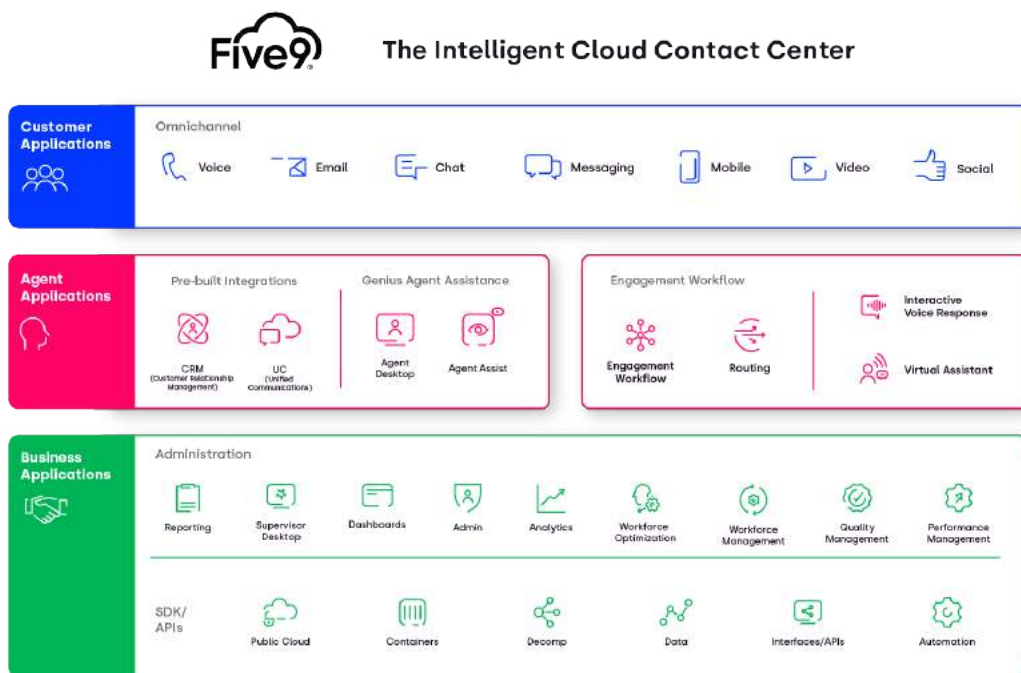 Five9
The Intelligent Cloud Contact Center
Customer
Applications
Omnichannel
Voice
Email
Chat
Messaging
Mobile
Video
Social
Agent
Applications
Pre-built Integrations
CRM
(Customer Relationship
Management)
UC
(Unified
Communications)
Genius Agent Assistance
Agent
Desktop
Agent Assist
Engagement Workflow
Engagement
Workflow
Routing
Interactive
Voice Response
Virtual Assistant
Business
Applications
Administration
Reporting
Supervisor
Desktop
Dashboards
Admin
Analytics
Workforce
Optimization
Workforce
Management
Quality
Management
Performance
Management
SDK/
APIs
Public Cloud
Containers
Decomp
Data
Interfaces/APIs
Automation